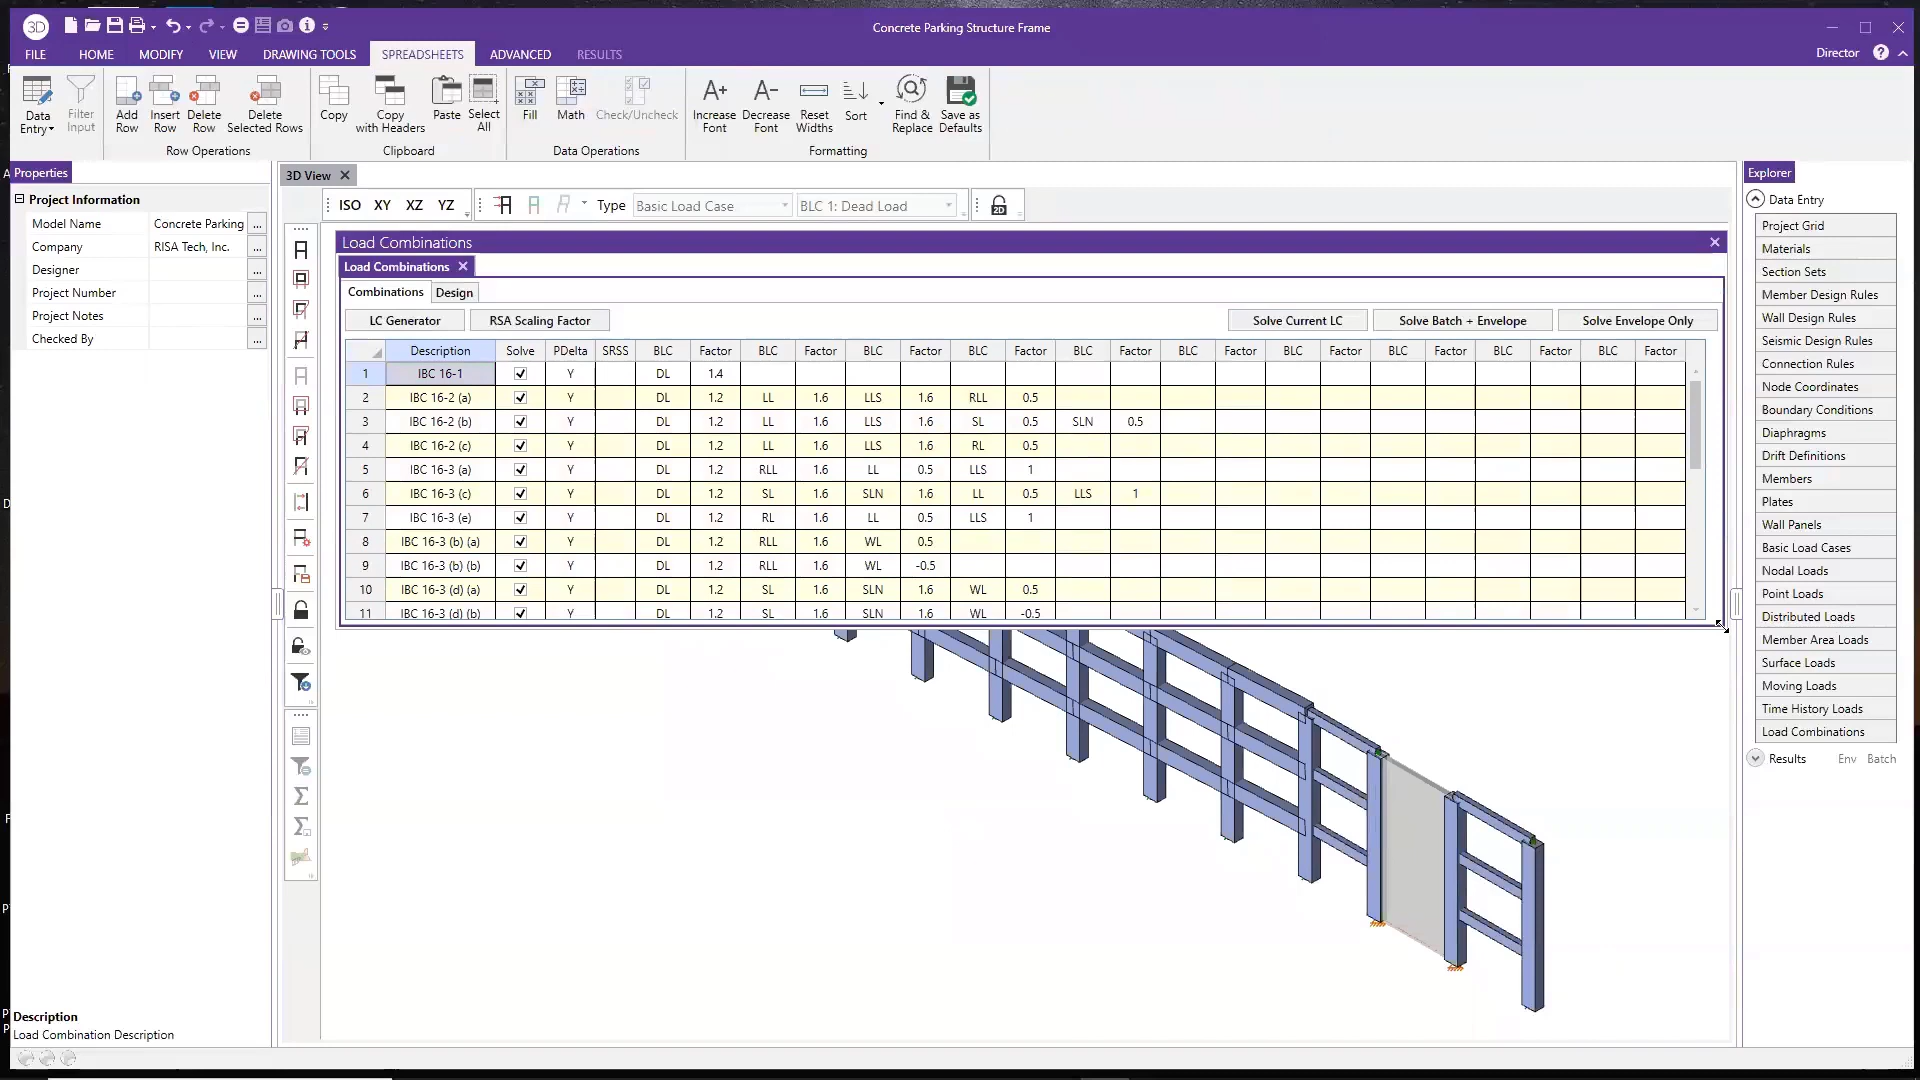 3D
Concrete Parking Structure Frame
FILE HOME MODIFY VIEW DRAWING TOOLS SPREADSHEETS ADVANCED RESULTS Director
Data Entry
Filter Input
Add Row
Insert Row
Delete Row
Delete Selected Rows
Row Operations
Copy
Copy with Headers
Paste
Select All
Clipboard
Fill
Math
Check/Uncheck
Data Operations
Increase Font
Decrease Font
Reset Widths
Sort
Find & Replace
Save as Defaults
Formatting
Properties
Project Information
Model Name Concrete Parking ...
Company RISA Tech, Inc. ...
Designer ...
Project Number ...
Project Notes ...
Checked By ...
3D View
ISO XY XZ YZ Type Basic Load Case BLC 1: Dead Load 2D
Load Combinations
Load Combinations
Combinations Design
LC Generator RSA Scaling Factor Solve Current LC Solve Batch + Envelope Solve Envelope Only
Description Solve PDelta SRSS BLC Factor BLC Factor BLC Factor BLC Factor BLC Factor BLC Factor BLC Factor BLC Factor BLC Factor BLC Factor
1 IBC 16-1 Y DL 1.4
2 IBC 16-2 (a) Y DL 1.2 LL 1.6 LLS 1.6 RLL 0.5
3 IBC 16-2 (b) Y DL 1.2 LL 1.6 LLS 1.6 SL 0.5 SLN 0.5
4 IBC 16-2 (c) Y DL 1.2 LL 1.6 LLS 1.6 RL 0.5
5 IBC 16-3 (a) Y DL 1.2 RLL 1.6 LL 0.5 LLS 1
6 IBC 16-3 (c) Y DL 1.2 SL 1.6 SLN 1.6 LL 0.5 LLS 1
7 IBC 16-3 (e) Y DL 1.2 RL 1.6 LL 0.5 LLS 1
8 IBC 16-3 (b) (a) Y DL 1.2 RLL 1.6 WL 0.5
9 IBC 16-3 (b) (b) Y DL 1.2 RLL 1.6 WL -0.5
10 IBC 16-3 (d) (a) Y DL 1.2 SL 1.6 SLN 1.6 WL 0.5
11 IBC 16-3 (d) (b) Y DL 1.2 SL 1.6 SLN 1.6 WL -0.5
Explorer
Data Entry
Project Grid
Materials
Section Sets
Member Design Rules
Wall Design Rules
Seismic Design Rules
Connection Rules
Node Coordinates
Boundary Conditions
Diaphragms
Drift Definitions
Members
Plates
Wall Panels
Basic Load Cases
Nodal Loads
Point Loads
Distributed Loads
Member Area Loads
Surface Loads
Moving Loads
Time History Loads
Load Combinations
Results Env Batch
Description
Load Combination Description